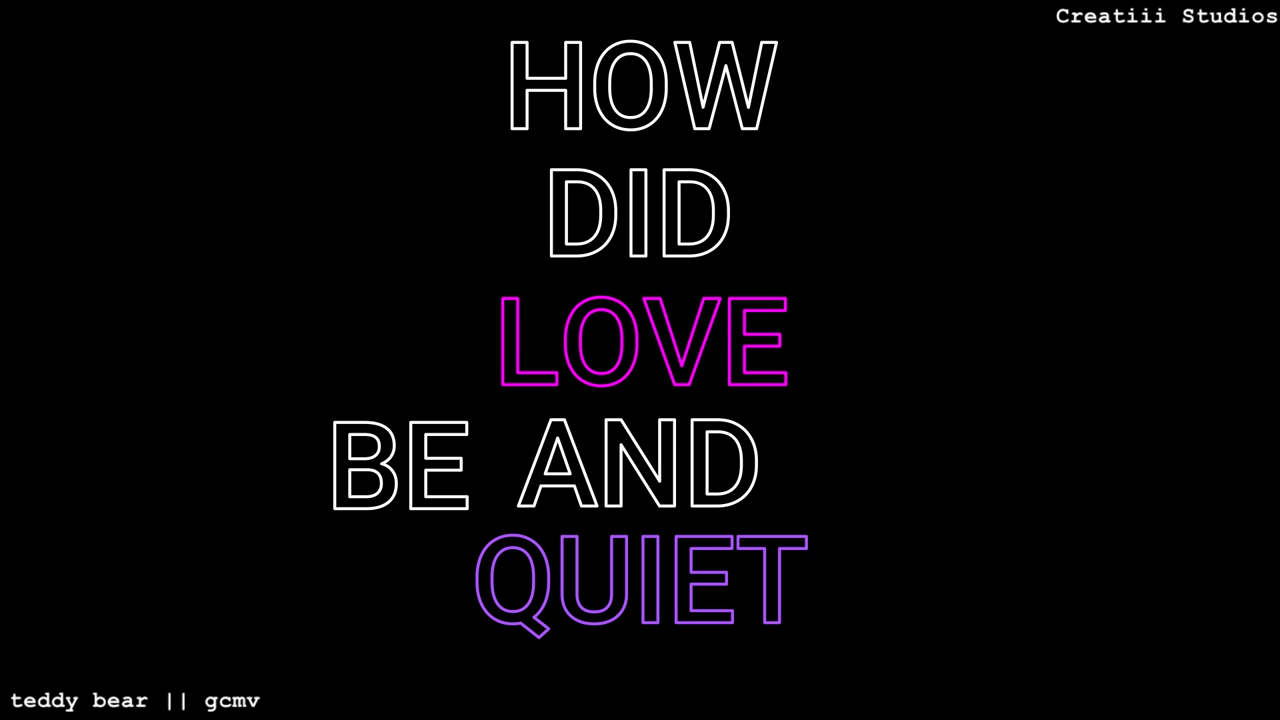 Creatiii Studios
HOW
DID
LOVE
BE AND
QUIET
teddy bear || gcmv